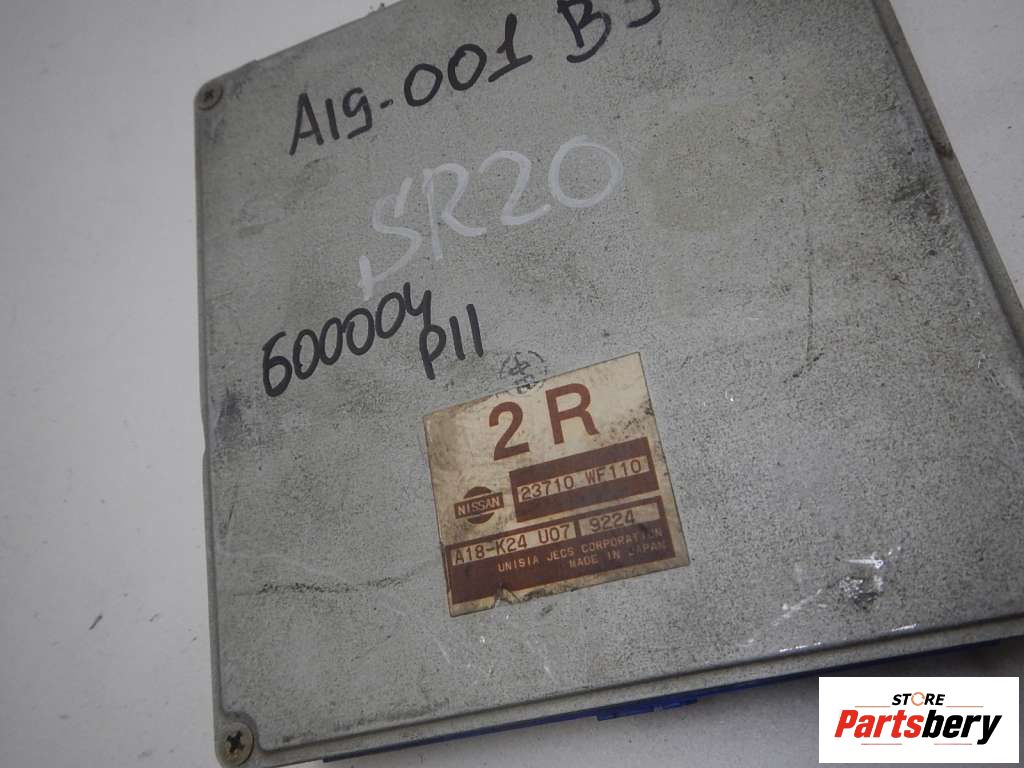 A19-001 B
SR20
600004
P11
2R
NISSAN
23710 WF110
A18-K24 U07 9224
UNISIA JECS CORPORATION
MADE IN JAPAN
STORE
Partsbery